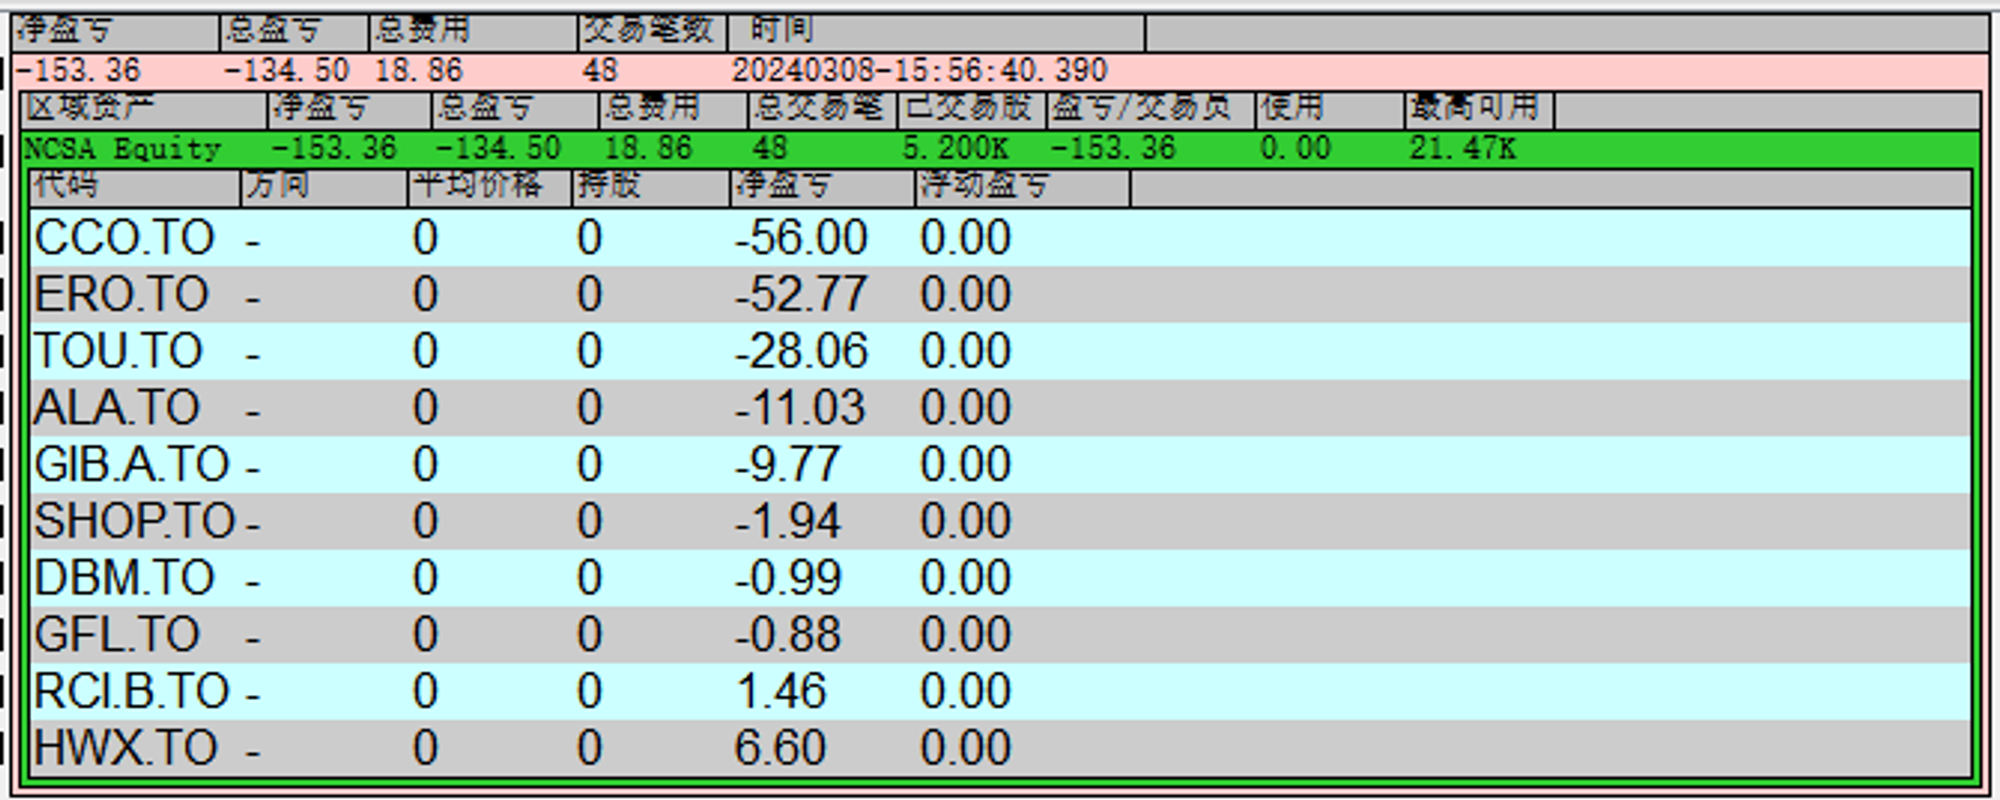 净盈亏 总盈亏 总费用 交易笔数 时间
-153.36 -134.50 18.86 48 20240308-15:56:40.390
区域资产 净盈亏 总盈亏 总费用 总交易笔 已交易股 盈亏/交易员 使用 最高可用
NCSA Equity -153.36 -134.50 18.86 48 5.200K -153.36 0.00 21.47K
代码 方向 平均价格 持股 净盈亏 浮动盈亏
CCO.TO - 0 0 -56.00 0.00
ERO.TO - 0 0 -52.77 0.00
TOU.TO - 0 0 -28.06 0.00
ALA.TO - 0 0 -11.03 0.00
GIB.A.TO - 0 0 -9.77 0.00
SHOP.TO - 0 0 -1.94 0.00
DBM.TO - 0 0 -0.99 0.00
GFL.TO - 0 0 -0.88 0.00
RCI.B.TO - 0 0 1.46 0.00
HWX.TO - 0 0 6.60 0.00